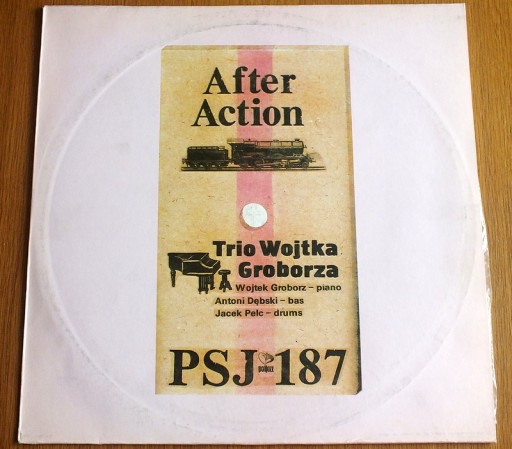 After
Action
Trio Wojtka
Groborza
Wojtek Groborz – piano
Antoni Dębski – bas
Jacek Pelc – drums
PSJ 187